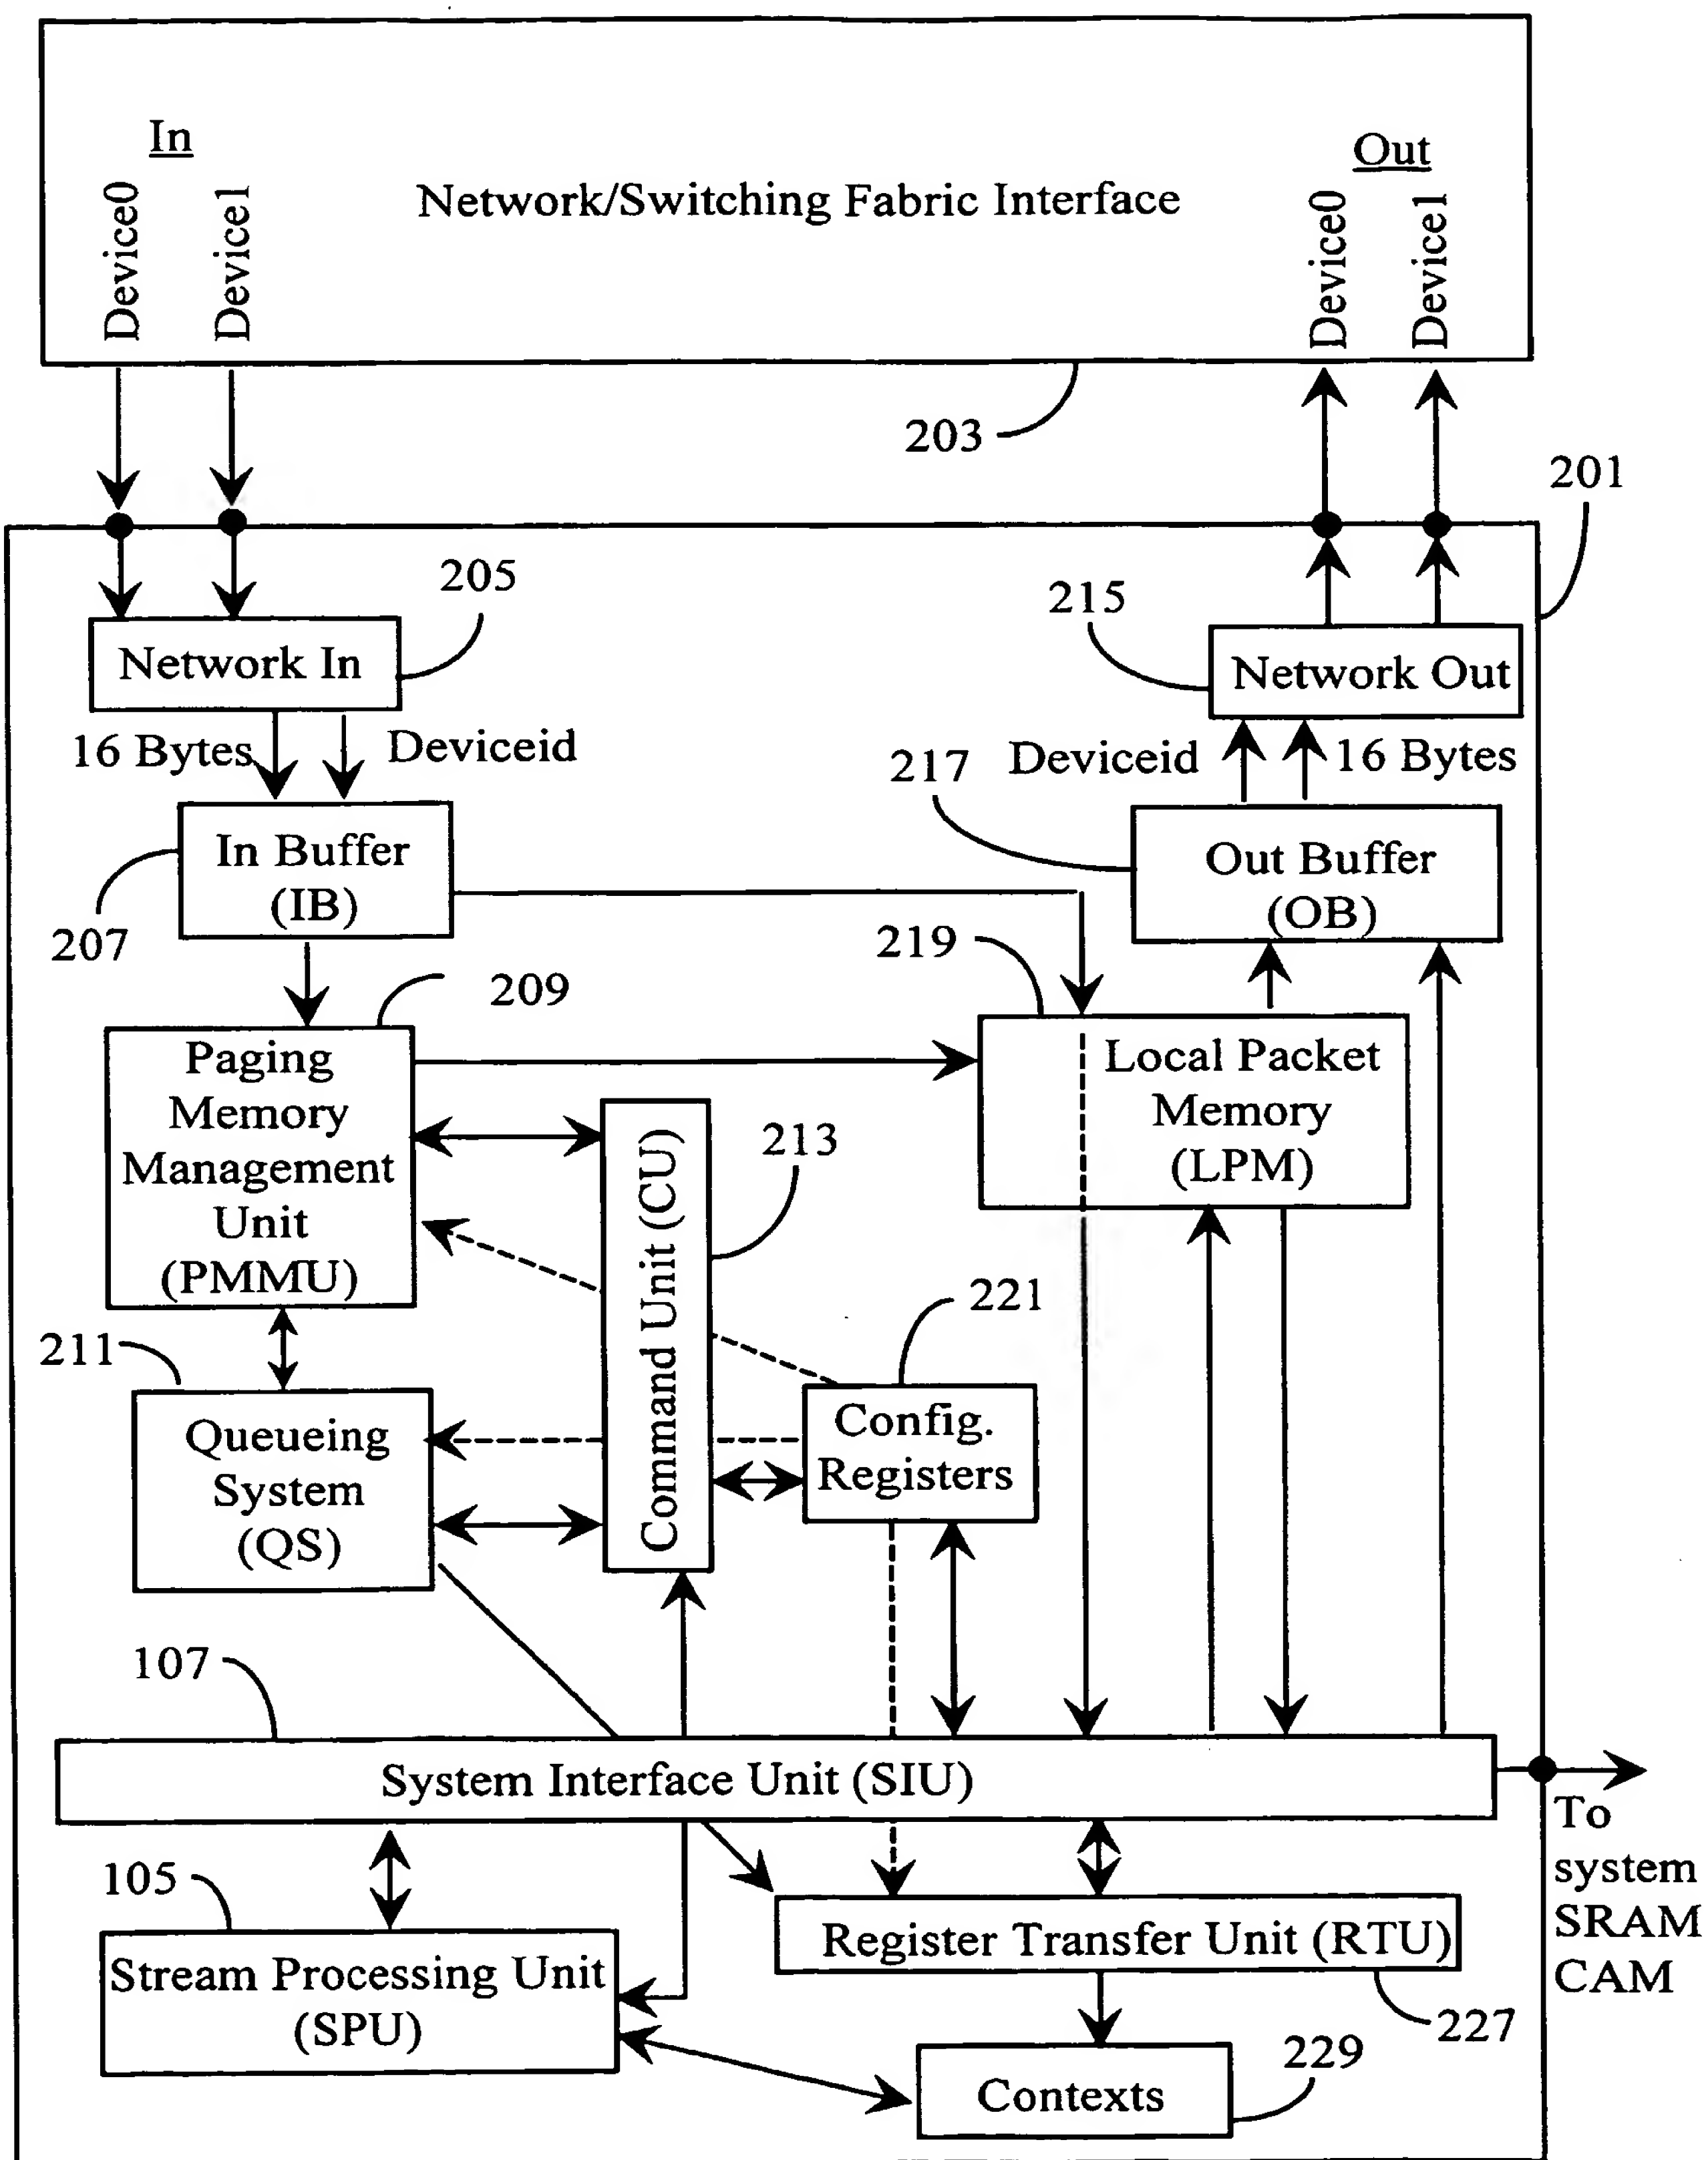 In
Out
Network/Switching Fabric Interface
Device0
Device1
Device0
Device1
203
201
205
215
Network In
Network Out
16 Bytes
Deviceid
217
Deviceid
16 Bytes
In Buffer
(IB)
Out Buffer
(OB)
207
219
209
Paging
Memory
Management
Unit
(PMMU)
Local Packet
Memory
(LPM)
213
Command Unit (CU)
221
211
Queueing
System
(QS)
Config.
Registers
107
System Interface Unit (SIU)
To
system
SRAM
CAM
105
Stream Processing Unit
(SPU)
Register Transfer Unit (RTU)
227
229
Contexts